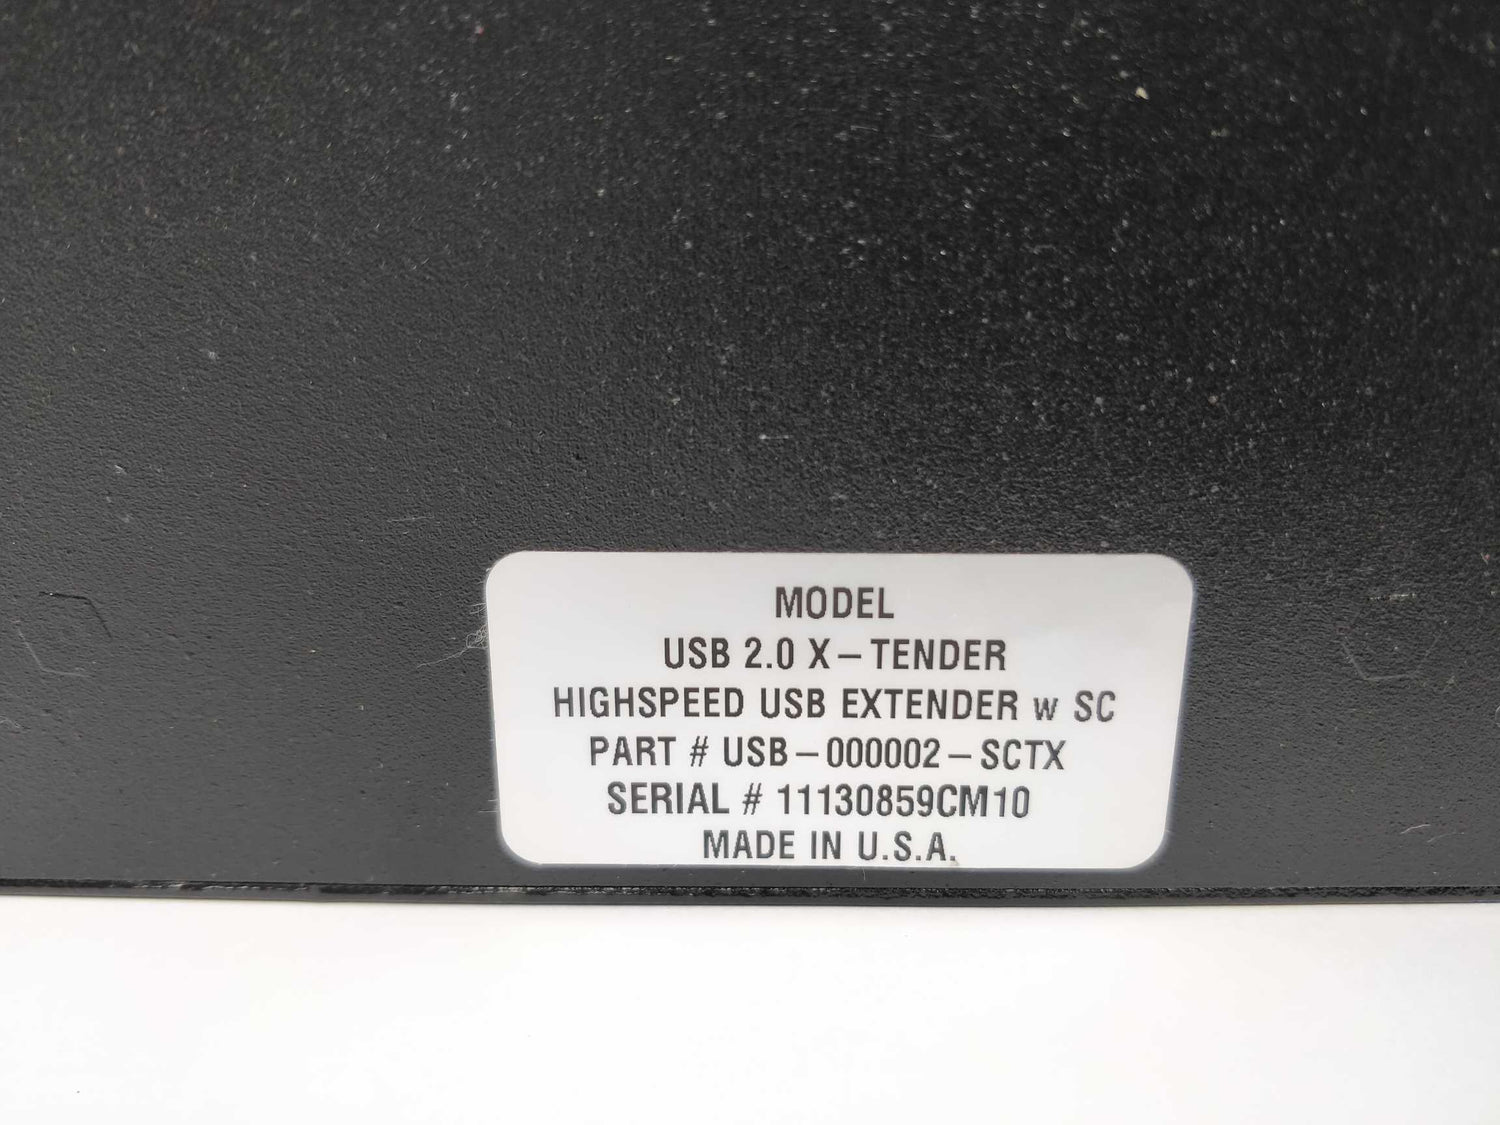 MODEL
USB 2.0 X-TENDER
HIGHSPEED USB EXTENDER w SC
PART # USB-000002-SCTX
SERIAL # 11130859CM10
MADE IN U.S.A.